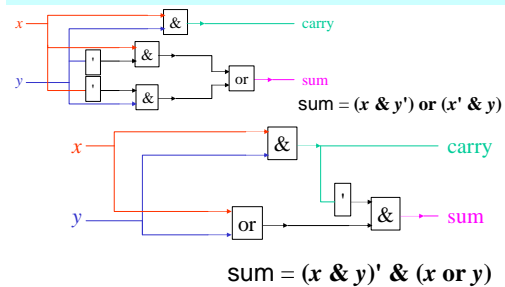 x & carry
' &
y ' & or sum
sum = (x & y') or (x' & y)
x & carry
' &
y or sum
sum = (x & y)' & (x or y)